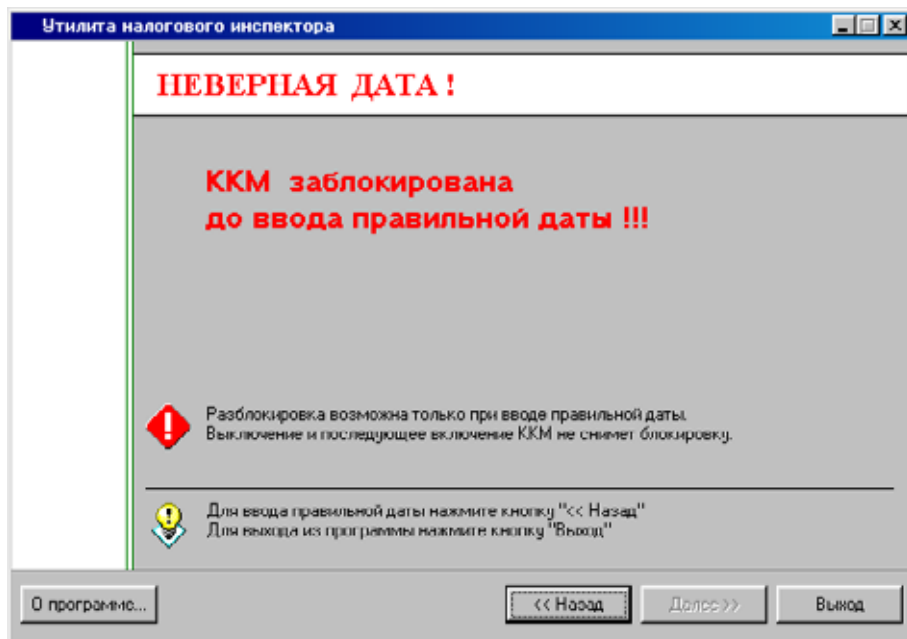 Утилита налогового инспектора
НЕВЕРНАЯ ДАТА !
ККМ заблокирована
до ввода правильной даты !!!
Разблокировка возможна только при вводе правильной даты.
Выключение и последующее включение ККМ не снимет блокировку.
Для ввода правильной даты нажмите кнопку "<< Назад"
Для выхода из программы нажмите кнопку "Выход"
О программе...
<< Назад
Далее >>
Выход